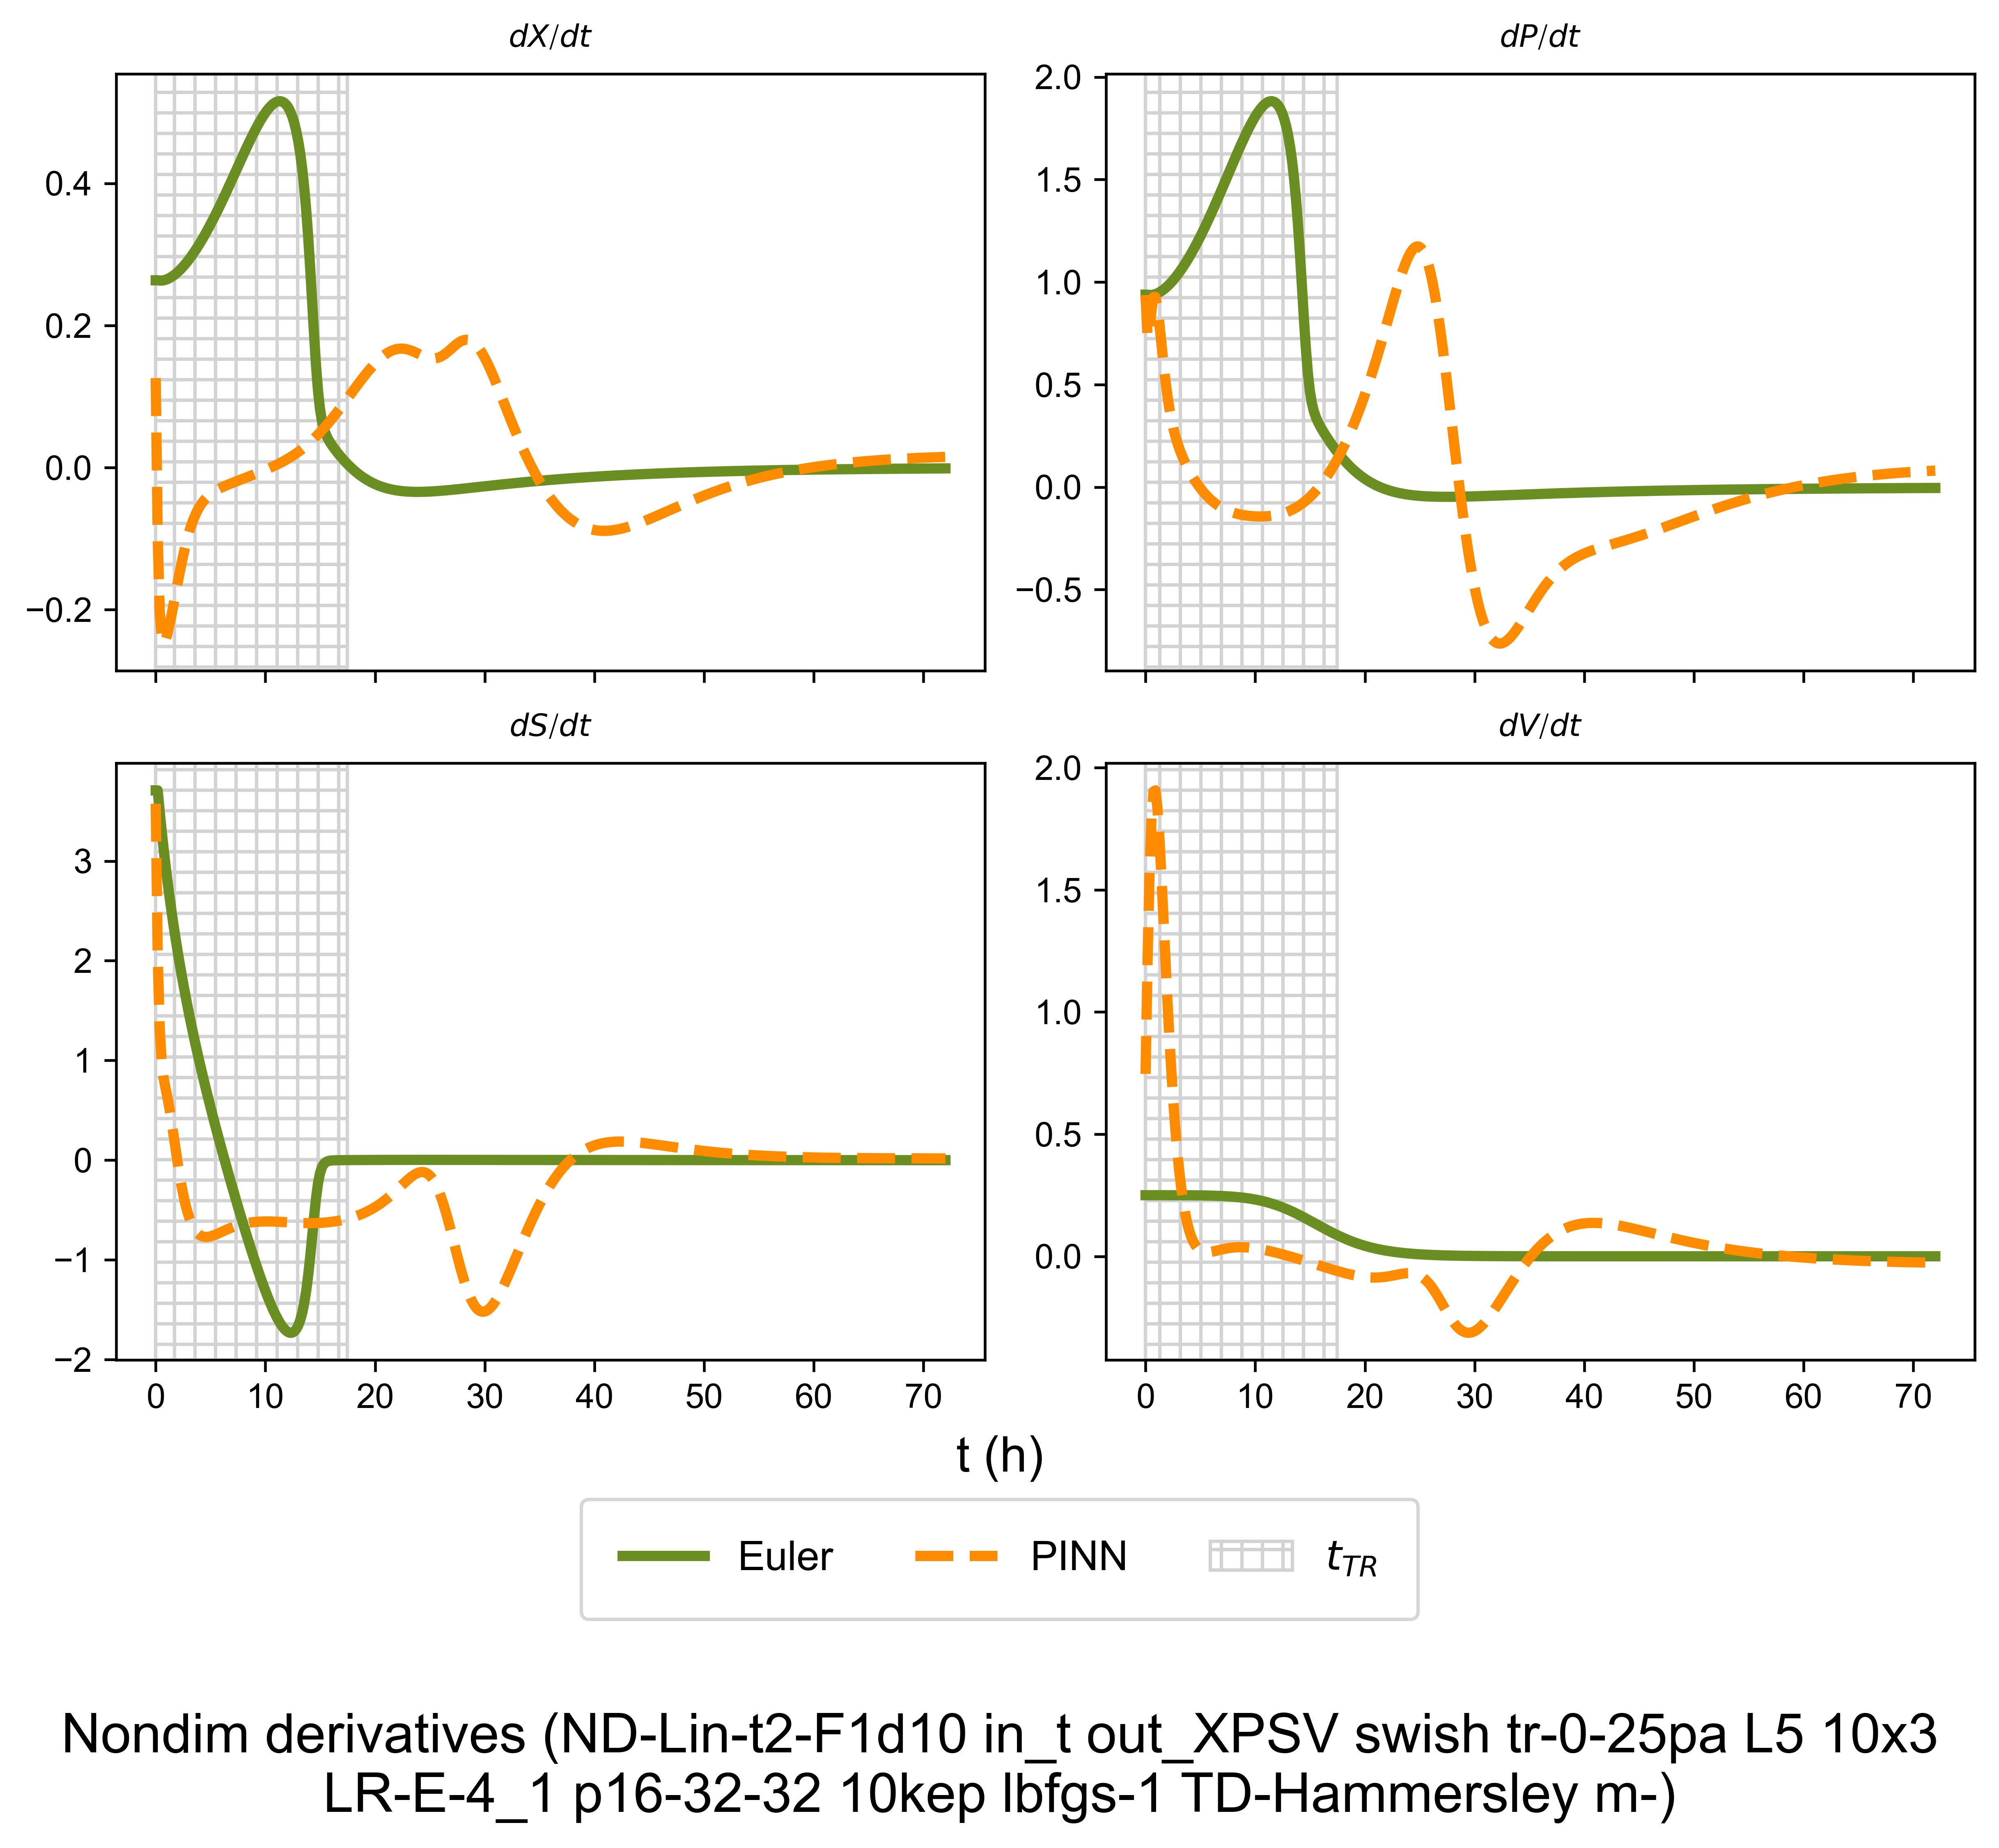 dX/dt
dP/dt
0.4
0.2
0.0
−0.2
2.0
1.5
1.0
0.5
0.0
−0.5
dS/dt
dV/dt
3
2
1
0
−1
−2
2.0
1.5
1.0
0.5
0.0
0 10 20 30 40 50 60 70
0 10 20 30 40 50 60 70
t (h)
Euler PINN t_TR
Nondim derivatives (ND-Lin-t2-F1d10 in_t out_XPSV swish tr-0-25pa L5 10x3
LR-E-4_1 p16-32-32 10kep lbfgs-1 TD-Hammersley m-)